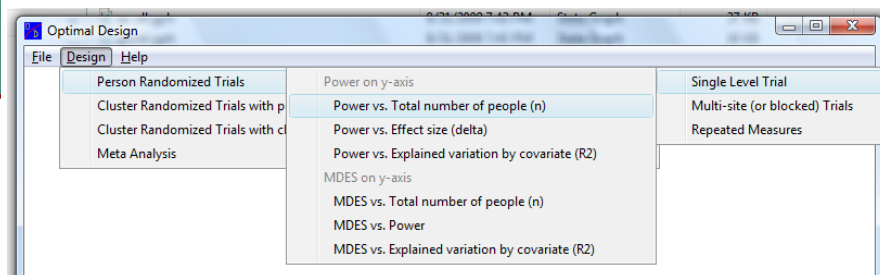 Optimal Design
File Design Help
Person Randomized Trials
Cluster Randomized Trials with p
Cluster Randomized Trials with cl
Meta Analysis
Power on y-axis
Power vs. Total number of people (n)
Power vs. Effect size (delta)
Power vs. Explained variation by covariate (R2)
MDES on y-axis
MDES vs. Total number of people (n)
MDES vs. Power
MDES vs. Explained variation by covariate (R2)
Single Level Trial
Multi-site (or blocked) Trials
Repeated Measures